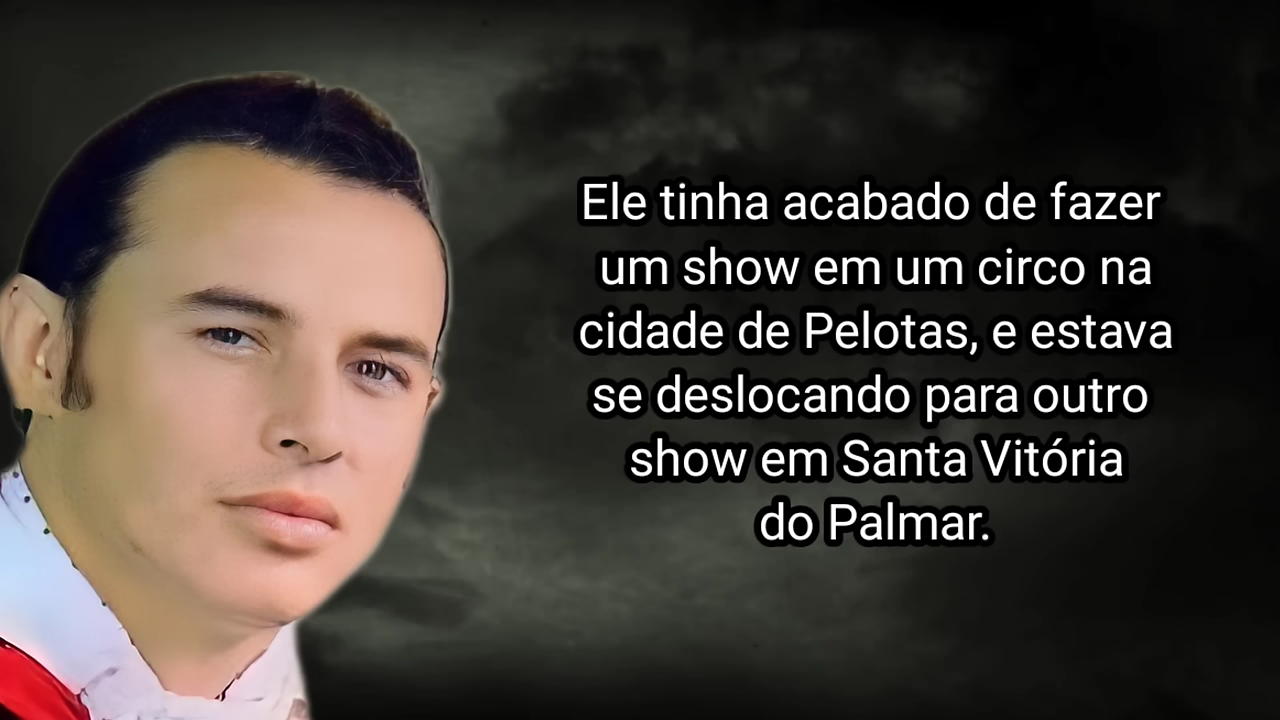 Ele tinha acabado de fazer
um show em um circo na
cidade de Pelotas, e estava
se deslocando para outro
show em Santa Vitória
do Palmar.